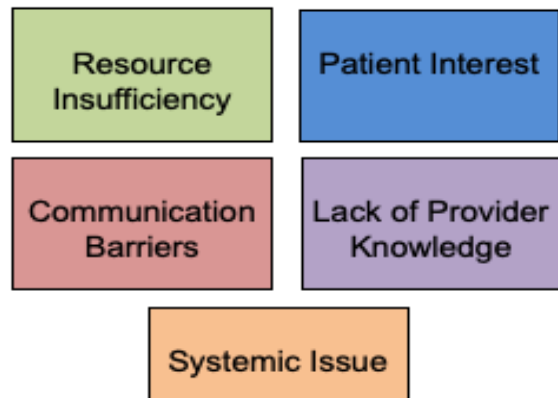 Resource
Insufficiency
Patient Interest
Communication
Barriers
Lack of Provider
Knowledge
Systemic Issue